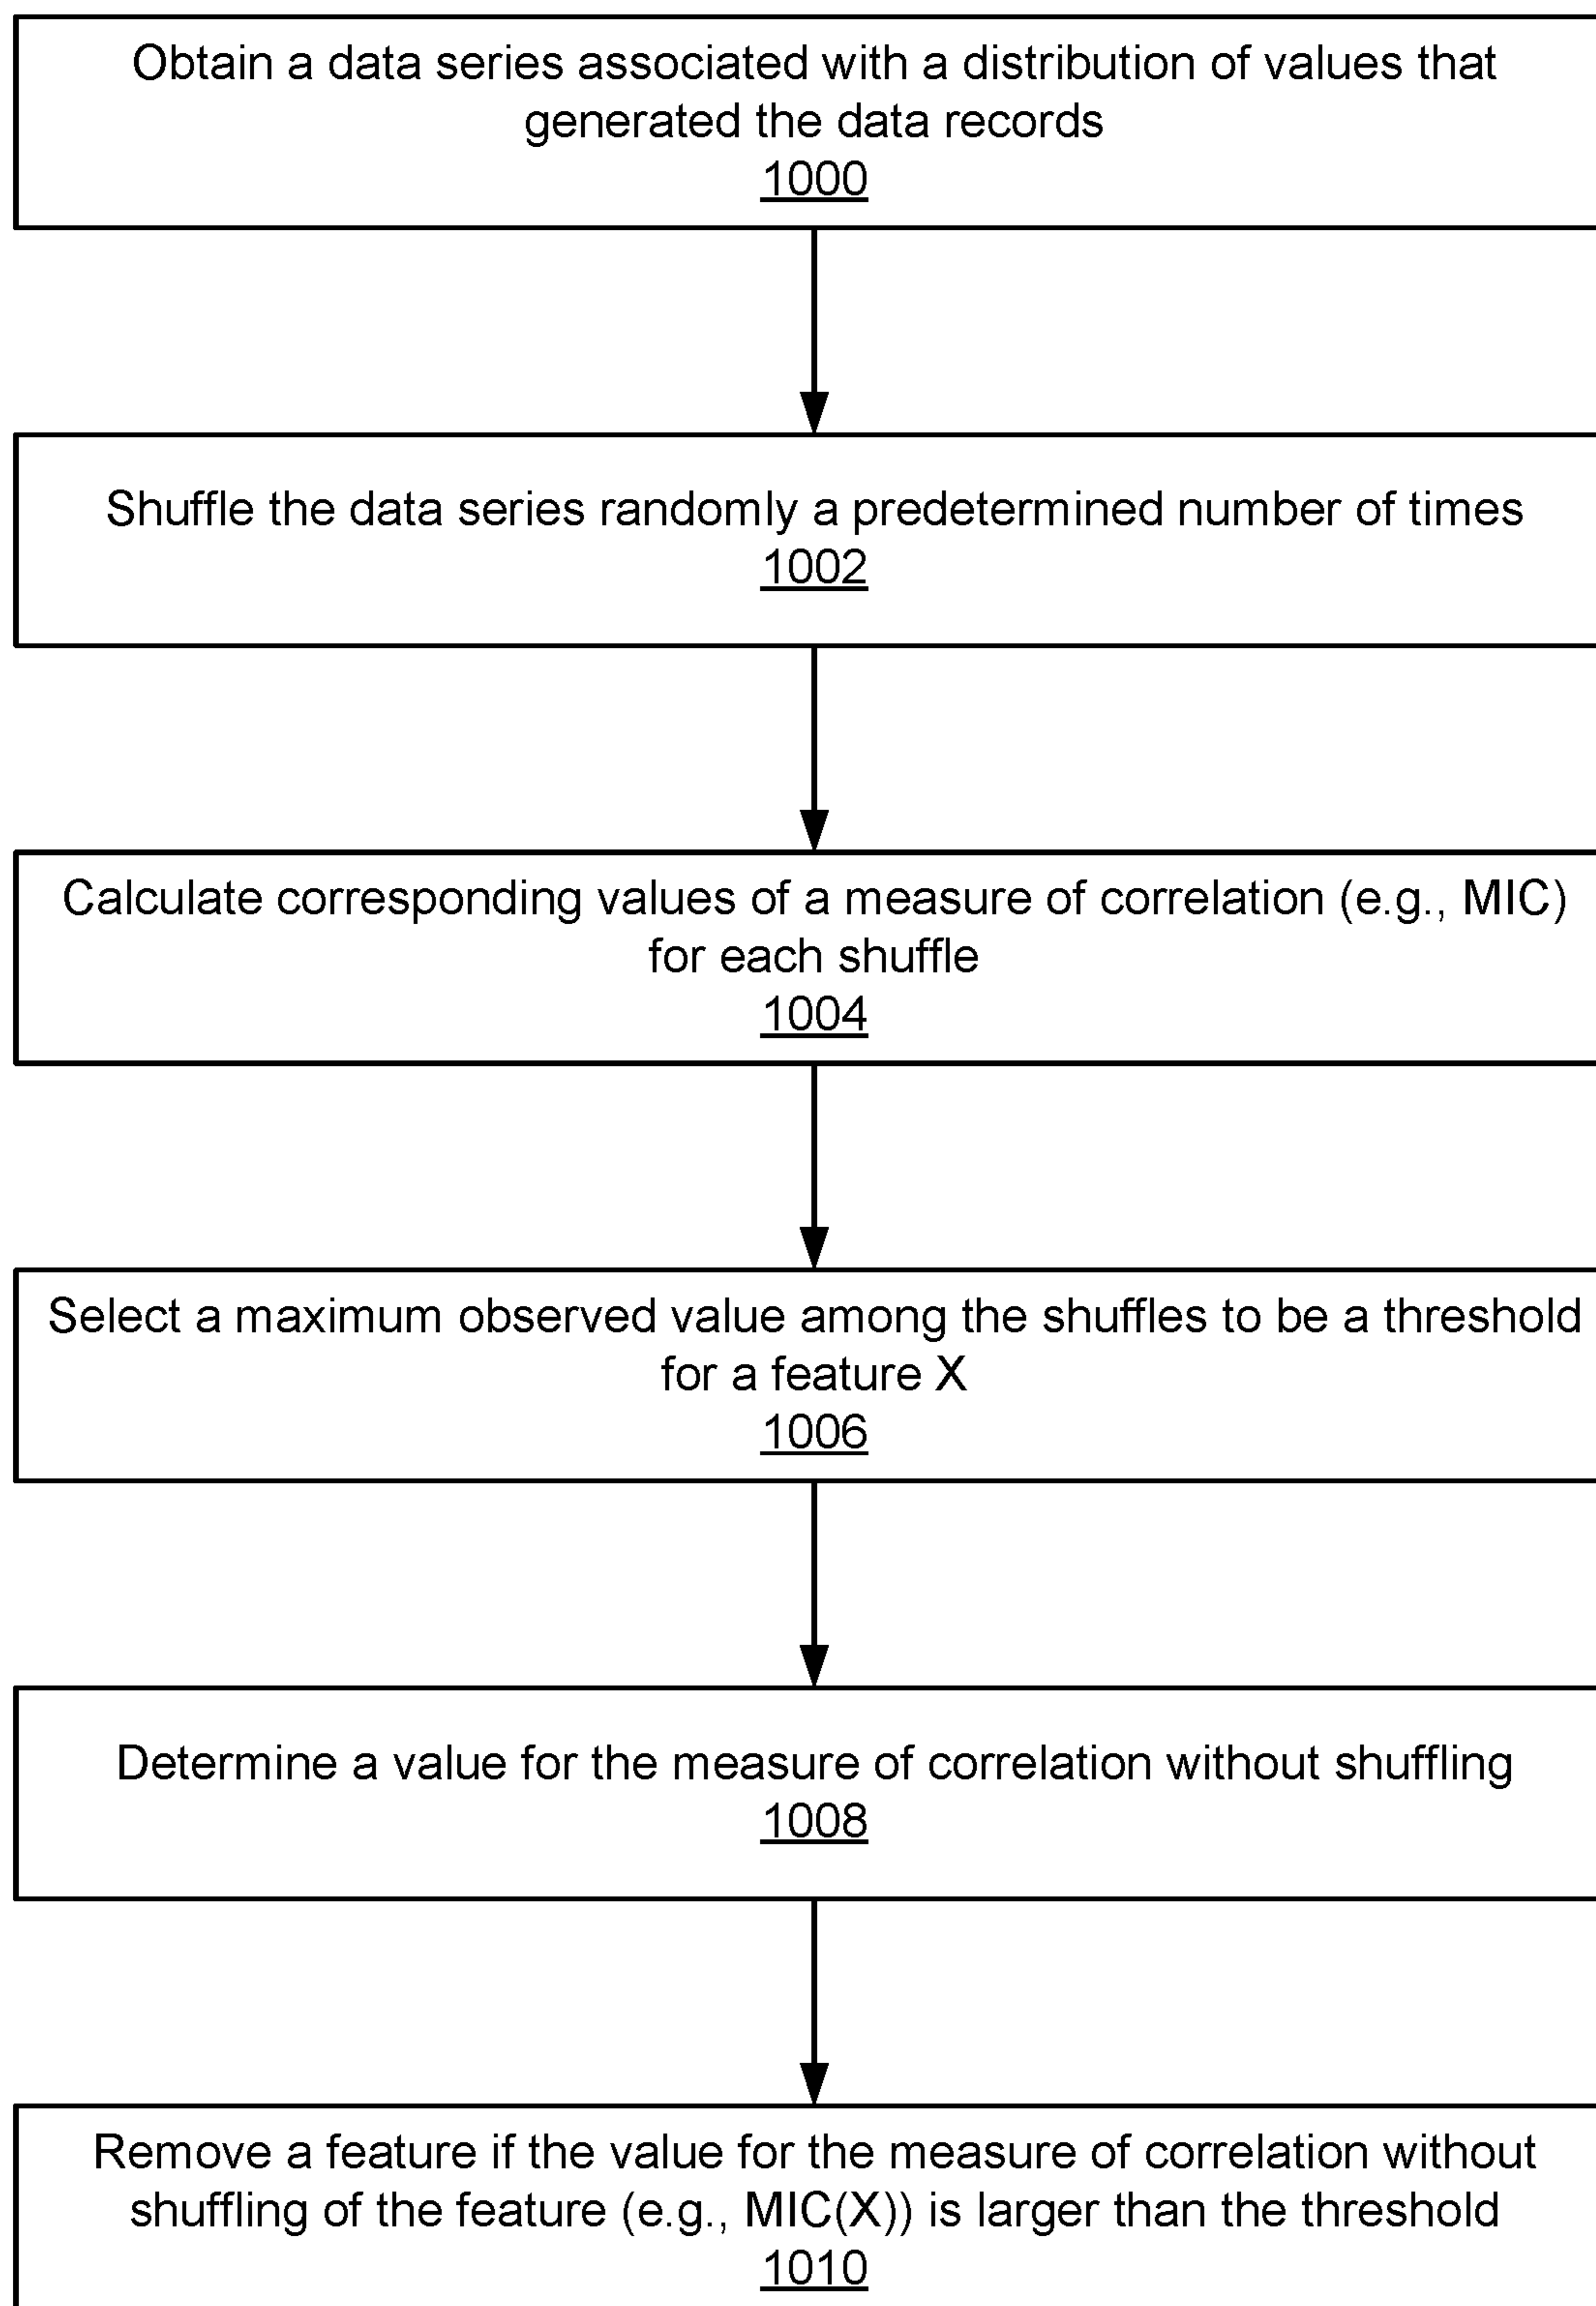 Obtain a data series associated with a distribution of values that
generated the data records
1000
Shuffle the data series randomly a predetermined number of times
1002
Calculate corresponding values of a measure of correlation (e.g., MIC)
for each shuffle
1004
Select a maximum observed value among the shuffles to be a threshold
for a feature X
1006
Determine a value for the measure of correlation without shuffling
1008
Remove a feature if the value for the measure of correlation without
shuffling of the feature (e.g., MIC(X)) is larger than the threshold
1010